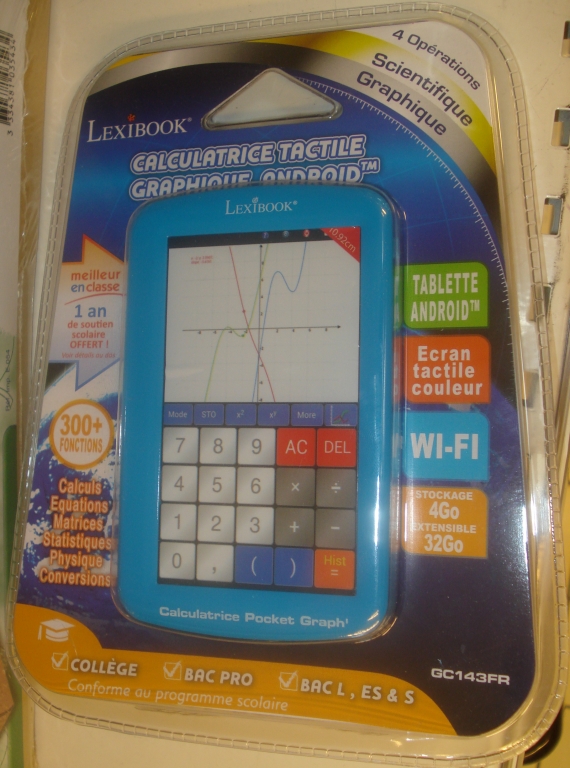 4 Opérations
Scientifique
Graphique
LEXIBOOK®
CALCULATRICE TACTILE
GRAPHIQUE ANDROID™
LEXIBOOK®
10.92cm
meilleur
en classe
1 an
de soutien
scolaire
OFFERT !
TABLETTE
ANDROID™
Ecran
tactile
couleur
300+
FONCTIONS
WI-FI
Mode STO x² More
7 8 9 AC DEL
4 5 6 × ÷
1 2 3 + −
0 , ( ) Hist
=
STOCKAGE
4Go
EXTENSIBLE
32Go
Calculs
Equations
Matrices
Statistiques
Physique
Conversions
Calculatrice Pocket Graph'
COLLÈGE
BAC PRO
BAC L, ES & S
GC143FR
Conforme au programme scolaire